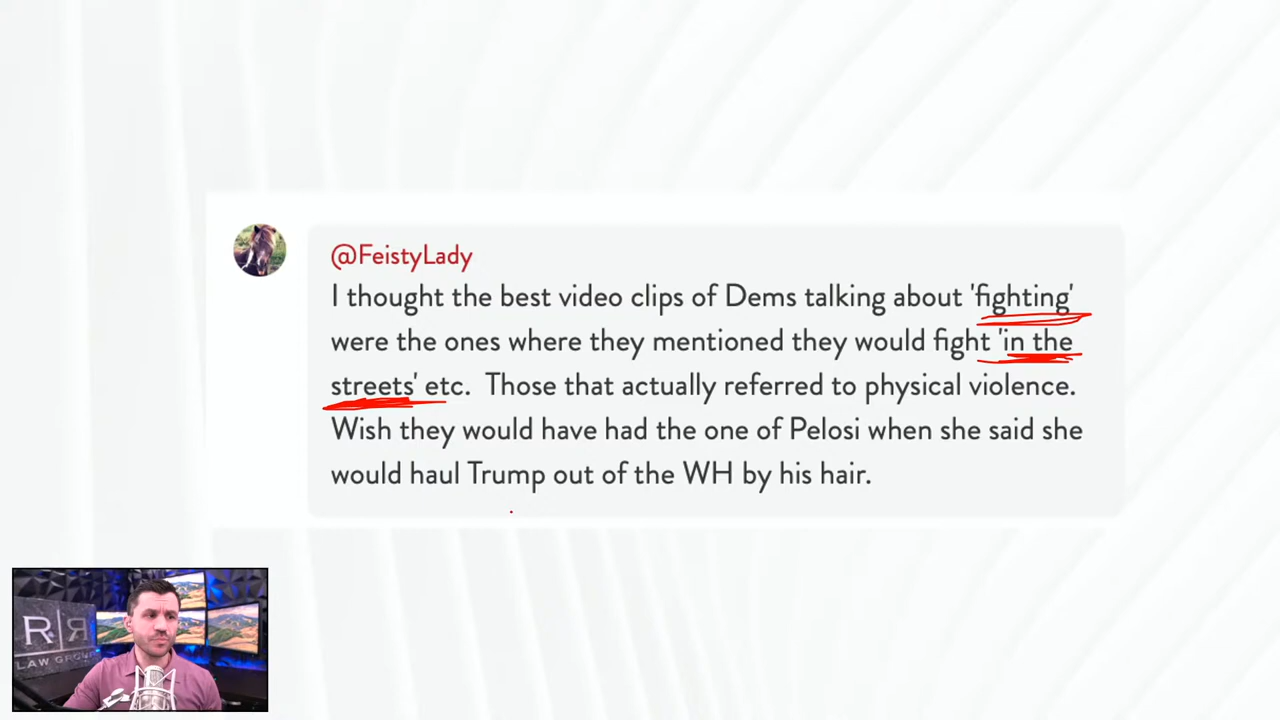 @FeistyLady
I thought the best video clips of Dems talking about 'fighting'
were the ones where they mentioned they would fight 'in the
streets' etc. Those that actually referred to physical violence.
Wish they would have had the one of Pelosi when she said she
would haul Trump out of the WH by his hair.
R|R
LAW GROUP